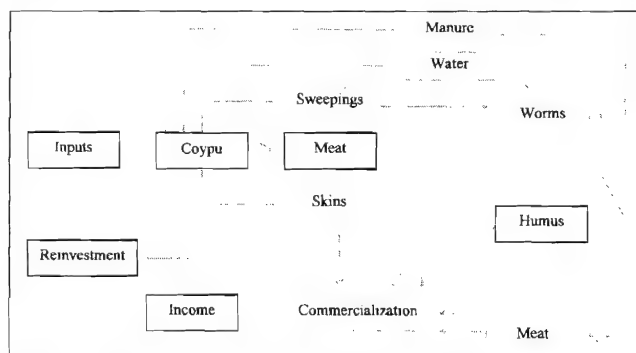 Manure
Water
Sweepings
Worms
Inputs
Coypu
Meat
Skins
Humus
Reinvestment
Income
Commercialization
Meat